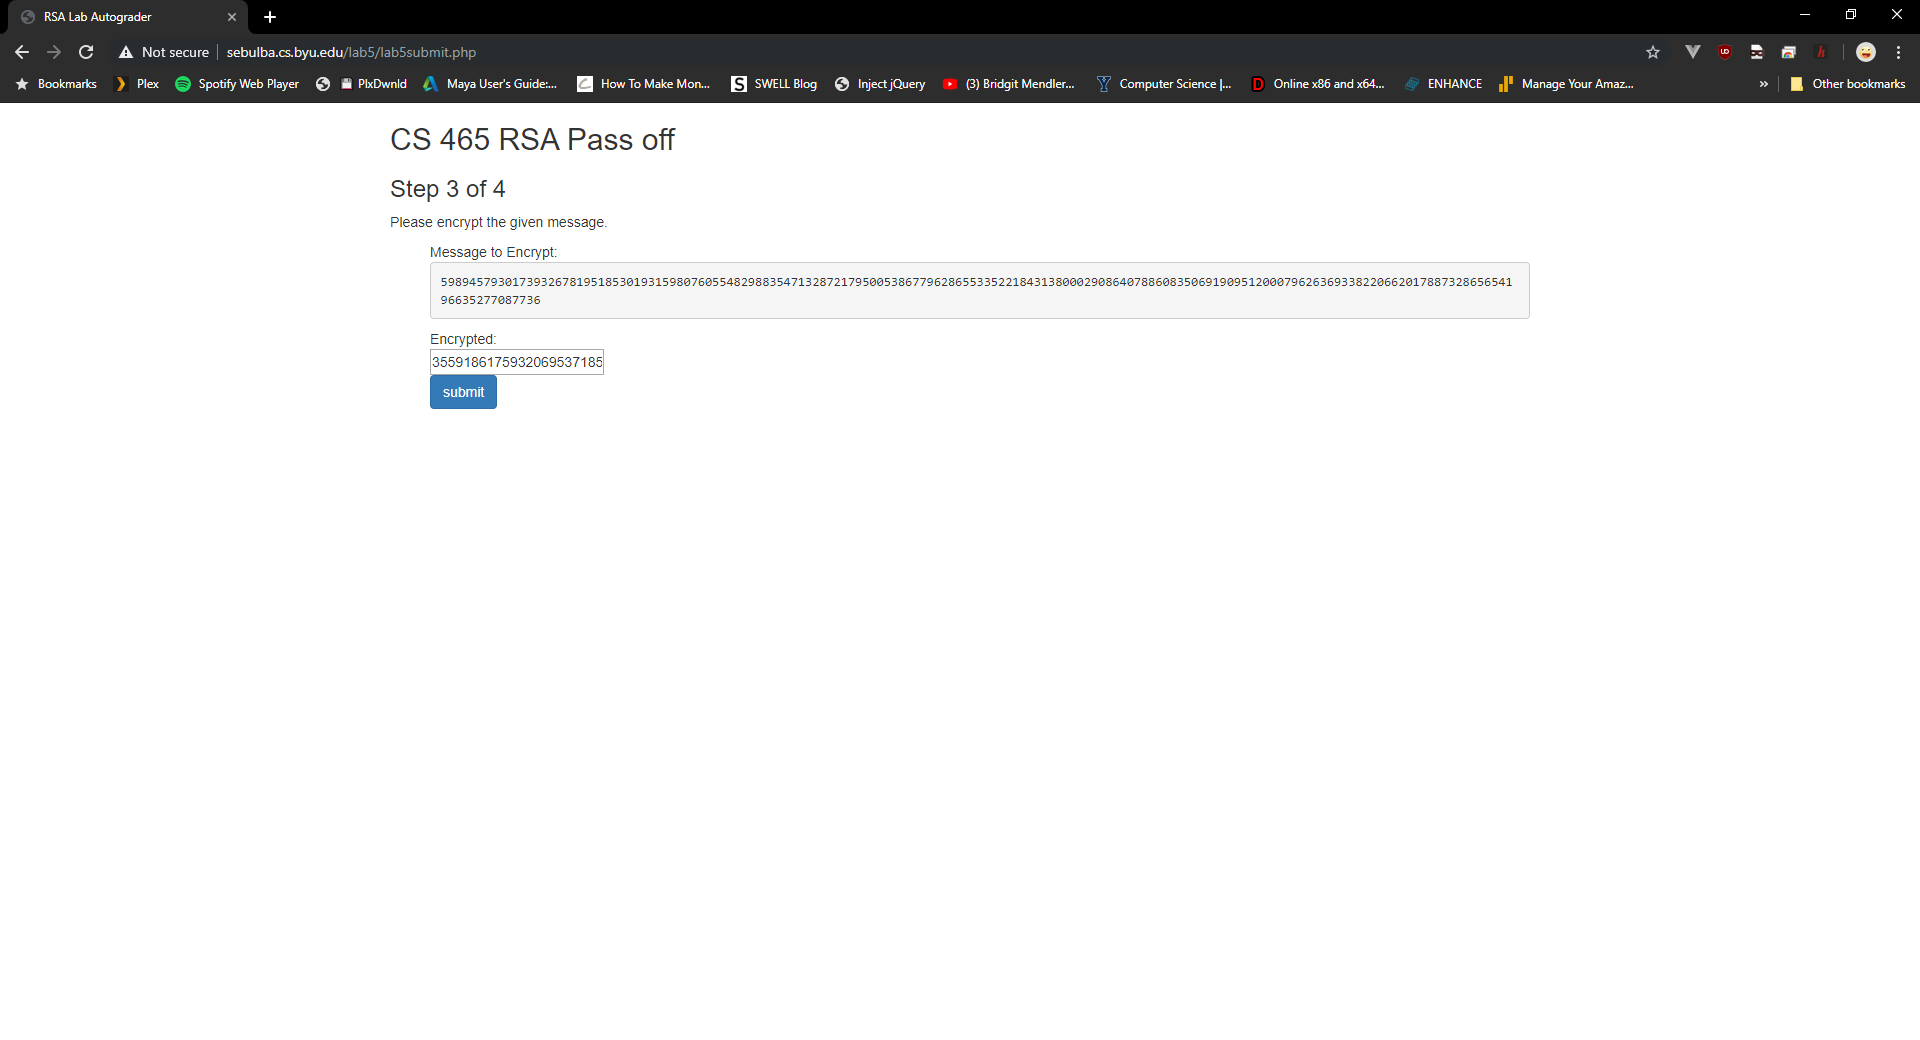 RSA Lab Autograder
Not secure sebulba.cs.byu.edu/lab5/lab5submit.php
Bookmarks Plex Spotify Web Player PlxDwnld Maya User's Guide:... How To Make Mon... SWELL Blog Inject jQuery (3) Bridgit Mendler... Computer Science |... Online x86 and x64... ENHANCE Manage Your Amaz... » Other bookmarks
CS 465 RSA Pass off
Step 3 of 4
Please encrypt the given message.
Message to Encrypt:
59894579301739326781951853019315980760554829883547132872179500538677962865533522184313800029086407886083506919095120007962636933822066201788732865654​1
96635277087736
Encrypted:
3559186175932069537185
submit